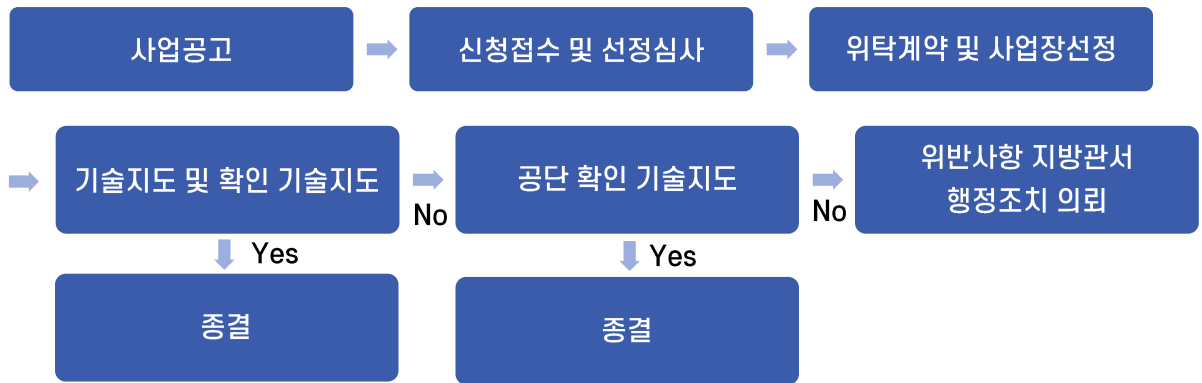 사업공고
신청접수 및 선정심사
위탁계약 및 사업장선정
기술지도 및 확인 기술지도
No
공단 확인 기술지도
No
위반사항 지방관서
행정조치 의뢰
Yes
Yes
종결
종결